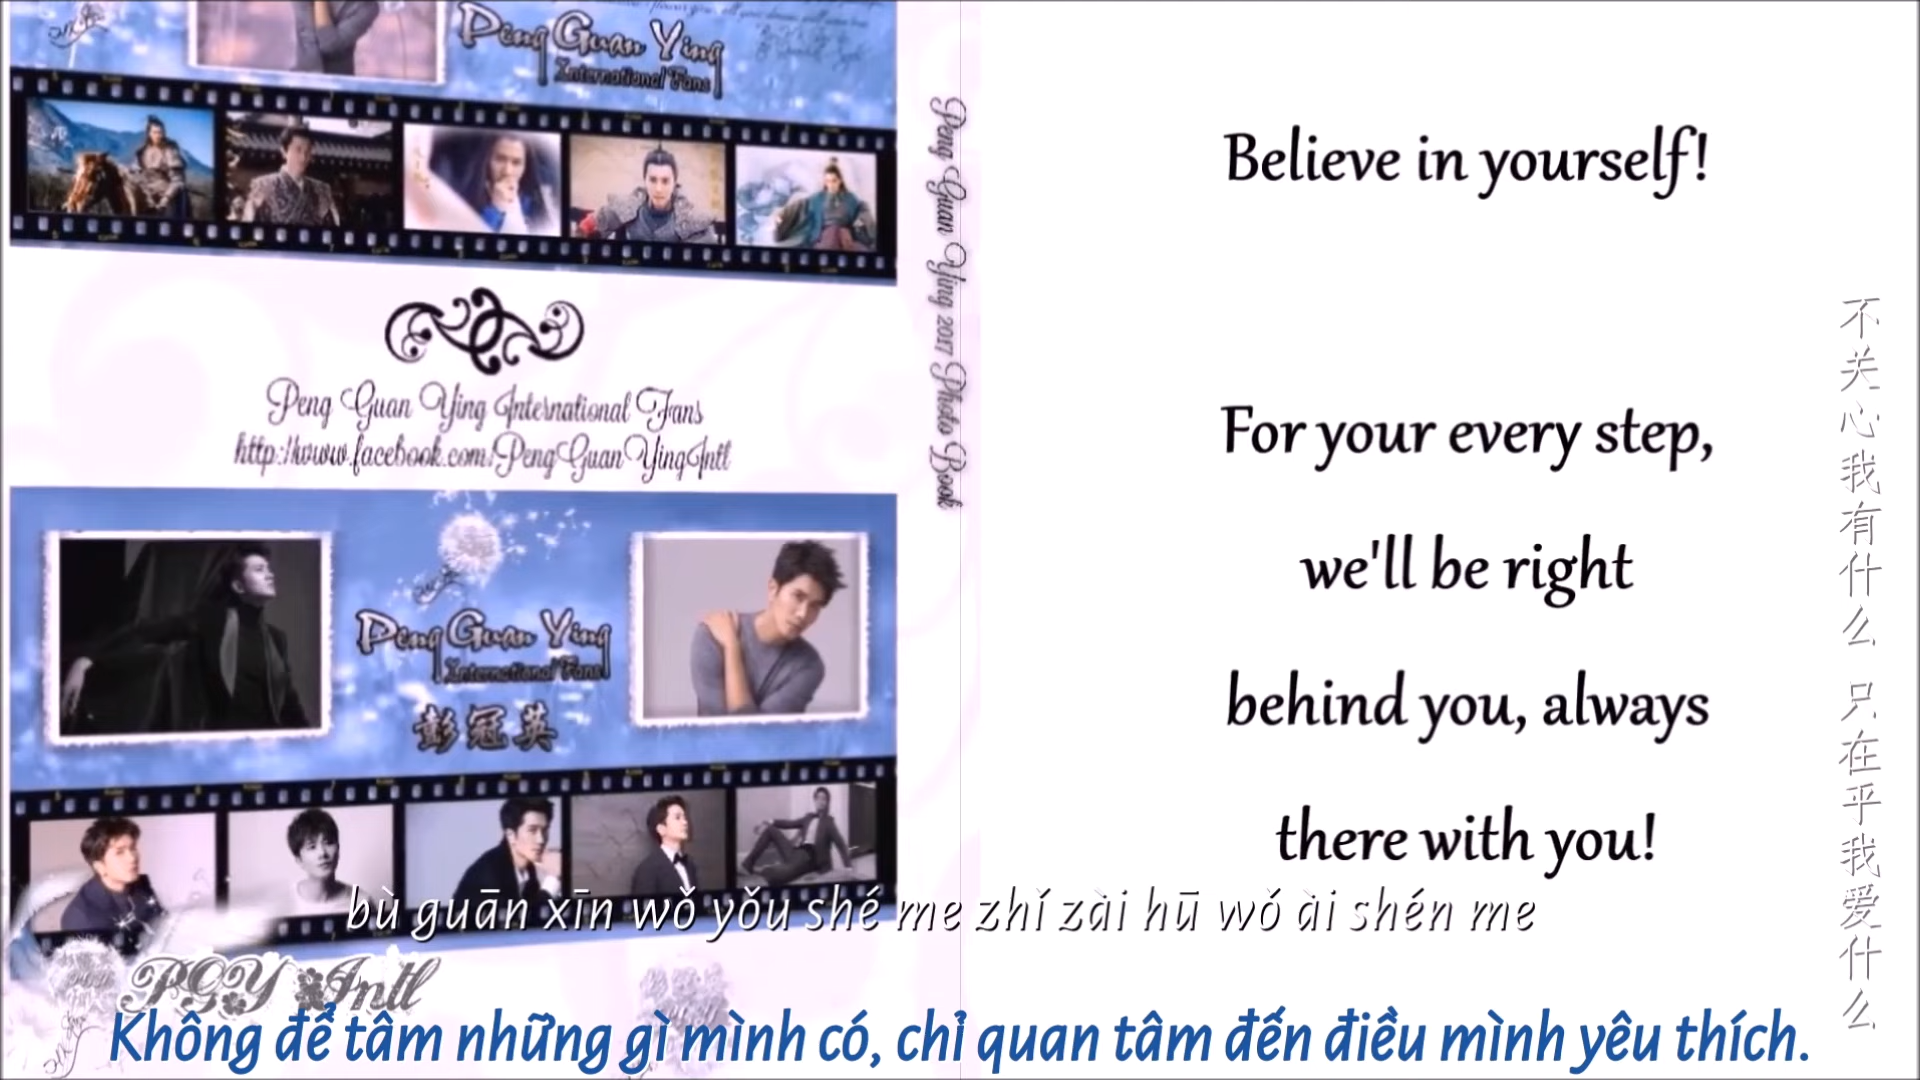 Peng Guan Ying
International Fans
Peng Guan Ying International Fans
http://www.facebook.com/PengGuanYingIntl
Peng Guan Ying 2017 Photo Book
Peng Guan Ying
International Fans
彭冠英
Believe in yourself!
For your every step,
we'll be right
behind you, always
there with you!
不关心我有什么 只在乎我爱什么
bù guān xīn wǒ yǒu shé me zhǐ zài hū wǒ ài shén me
PGY Intl
Không để tâm những gì mình có, chỉ quan tâm đến điều mình yêu thích.